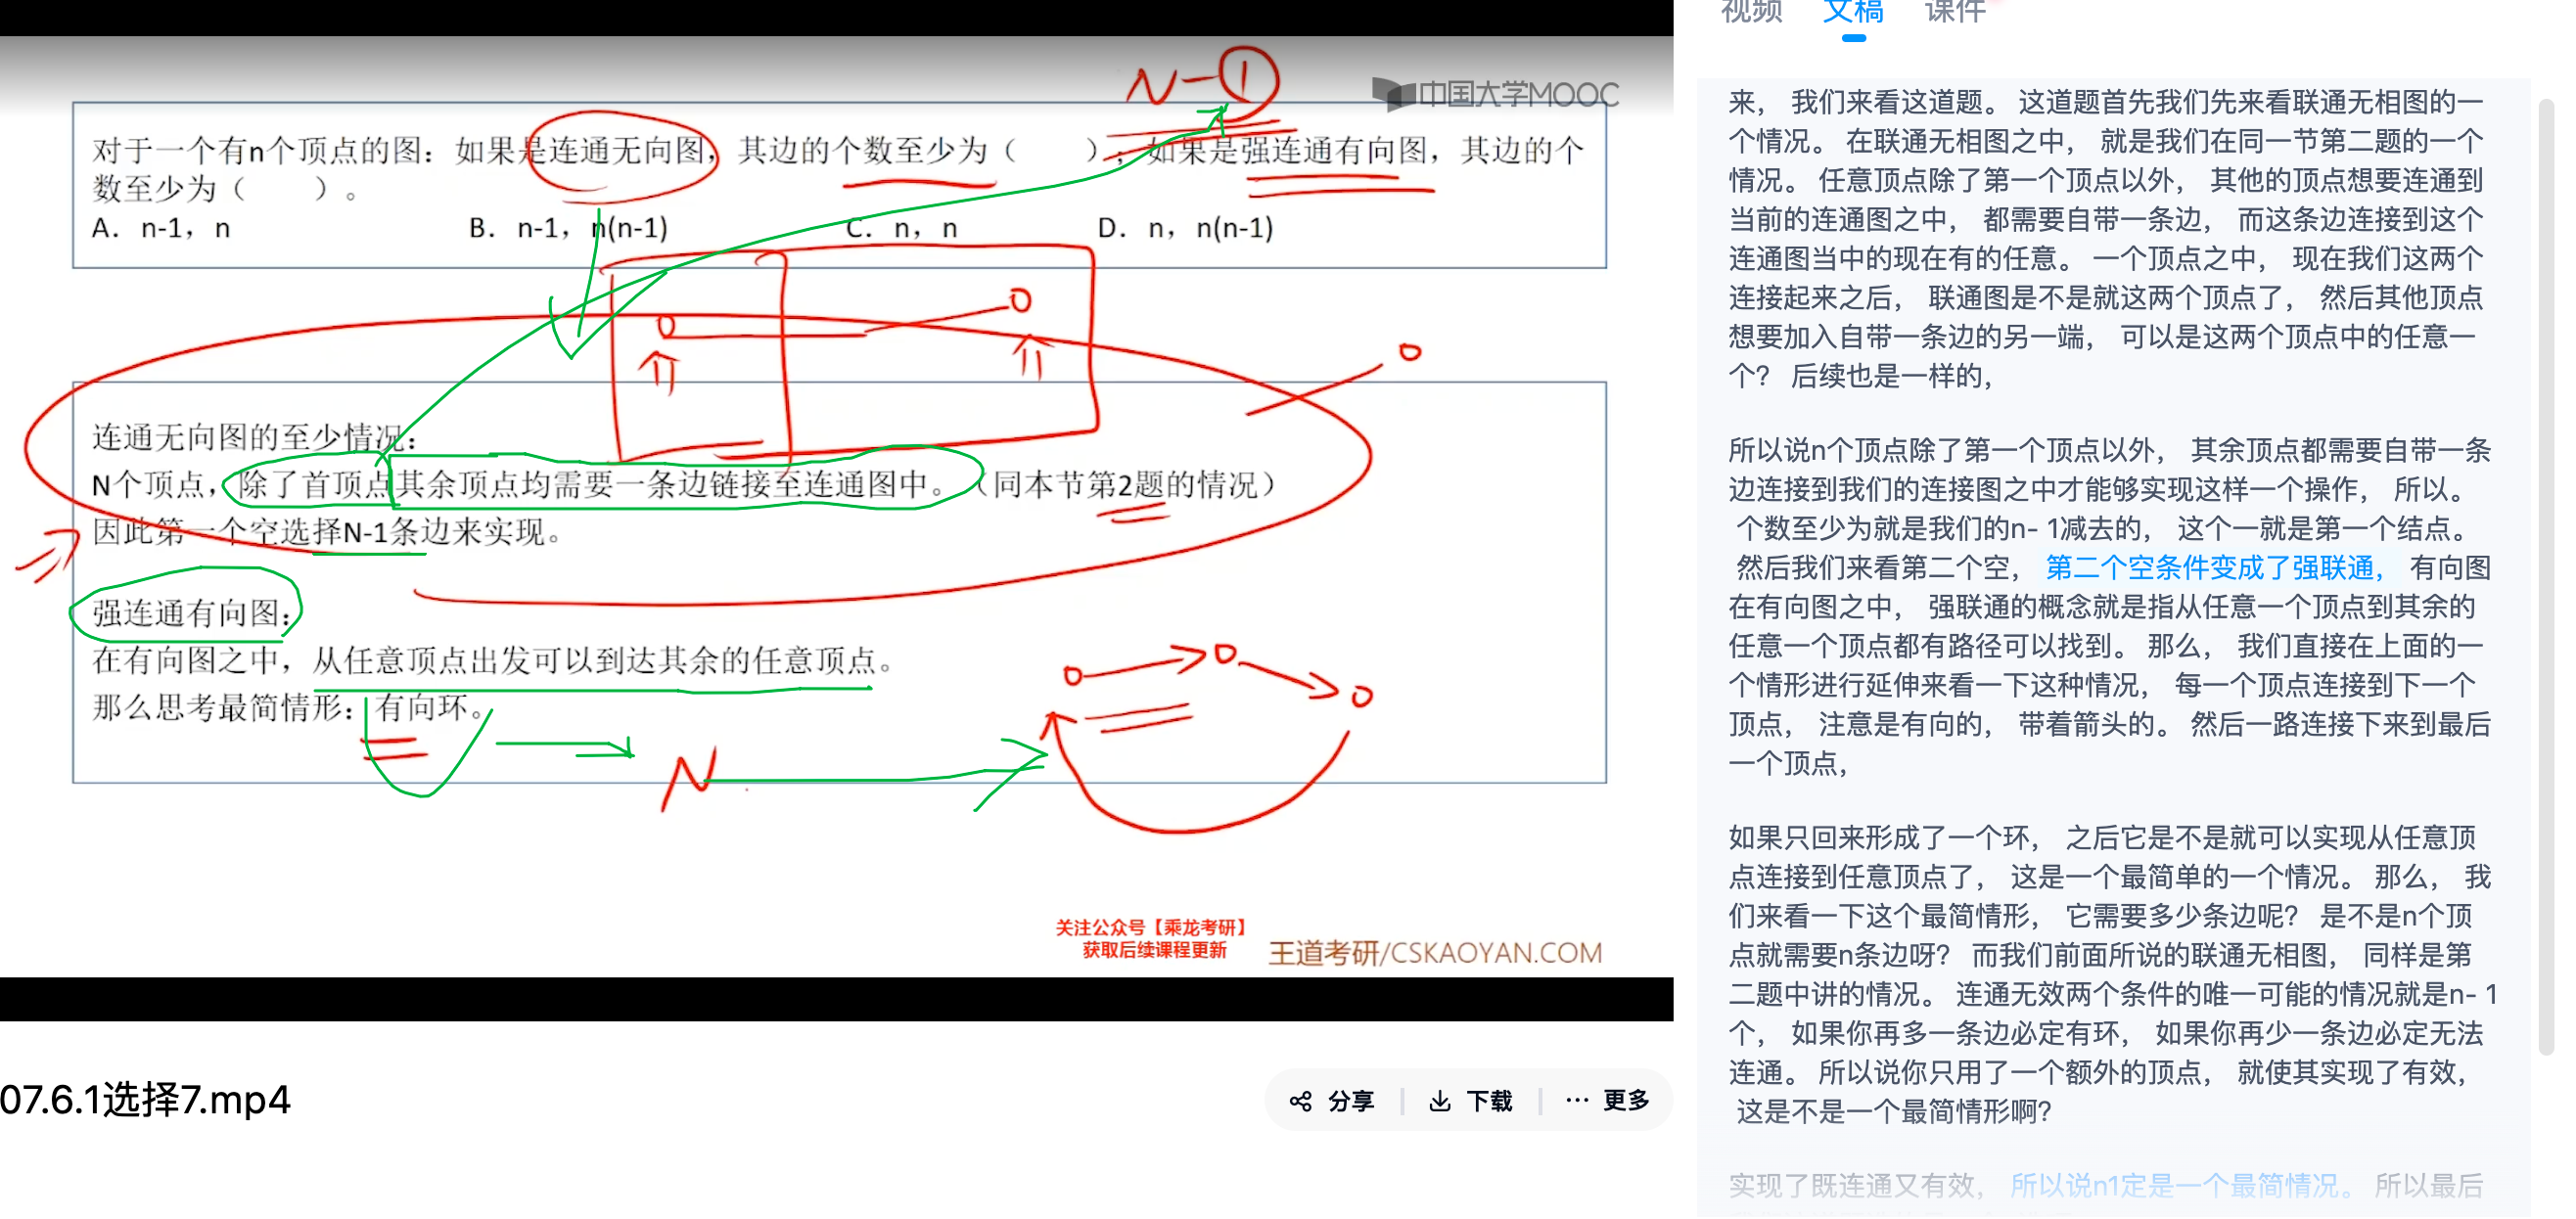 N-①
中国大学MOOC
对于一个有n个顶点的图：如果是连通无向图，其边的个数至少为（ ）；如果是强连通有向图，其边的个
数至少为（ ）。
A. n-1，n B. n-1，n(n-1) C. n，n D. n，n(n-1)
连通无向图的至少情况：
N个顶点，除了首顶点其余顶点均需要一条边链接至连通图中。（同本节第2题的情况）
因此第一个空选择N-1条边来实现。
强连通有向图：
在有向图之中，从任意顶点出发可以到达其余的任意顶点。
那么思考最简情形：有向环。
N
关注公众号【乘龙考研】
获取后续课程更新
王道考研/CSKAOYAN.COM
07.6.1选择7.mp4
分享 下载 更多
视频 文稿 课件
来， 我们来看这道题。 这道题首先我们先来看联通无相图的一
个情况。 在联通无相图之中， 就是我们在同一节第二题的一个
情况。 任意顶点除了第一个顶点以外， 其他的顶点想要连通到
当前的连通图之中， 都需要自带一条边， 而这条边连接到这个
连通图当中的现在有的任意。 一个顶点之中， 现在我们这两个
连接起来之后， 联通图是不是就这两个顶点了， 然后其他顶点
想要加入自带一条边的另一端， 可以是这两个顶点中的任意一
个？ 后续也是一样的，
所以说n个顶点除了第一个顶点以外， 其余顶点都需要自带一条
边连接到我们的连接图之中才能够实现这样一个操作， 所以。
个数至少为就是我们的n- 1减去的， 这个一就是第一个结点。
然后我们来看第二个空， 第二个空条件变成了强联通， 有向图
在有向图之中， 强联通的概念就是指从任意一个顶点到其余的
任意一个顶点都有路径可以找到。 那么， 我们直接在上面的一
个情形进行延伸来看一下这种情况， 每一个顶点连接到下一个
顶点， 注意是有向的， 带着箭头的。 然后一路连接下来到最后
一个顶点，
如果只回来形成了一个环， 之后它是不是就可以实现从任意顶
点连接到任意顶点了， 这是一个最简单的一个情况。 那么， 我
们来看一下这个最简情形， 它需要多少条边呢？ 是不是n个顶
点就需要n条边呀？ 而我们前面所说的联通无相图， 同样是第
二题中讲的情况。 连通无效两个条件的唯一可能的情况就是n- 1
个， 如果你再多一条边必定有环， 如果你再少一条边必定无法
连通。 所以说你只用了一个额外的顶点， 就使其实现了有效，
这是不是一个最简情形啊？
实现了既连通又有效， 所以说n1定是一个最简情况。 所以最后